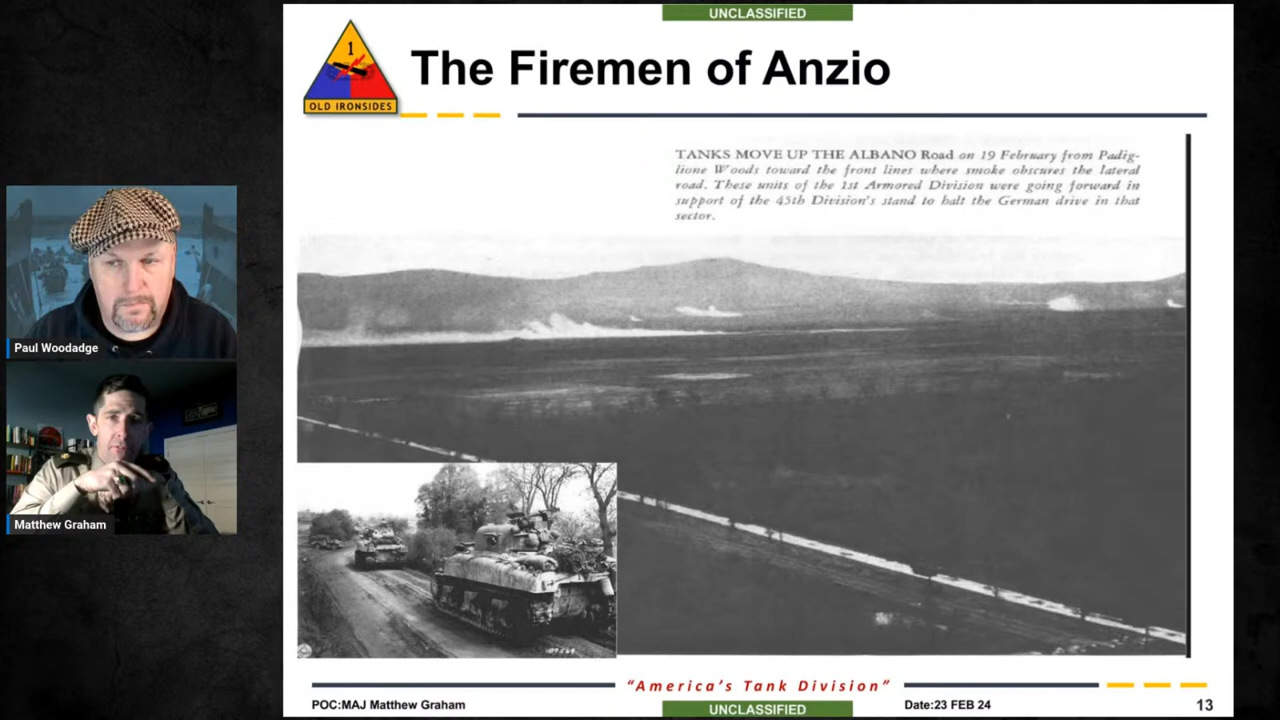 UNCLASSIFIED
1
OLD IRONSIDES
The Firemen of Anzio
TANKS MOVE UP THE ALBANO Road on 19 February from Padig-
lione Woods toward the front lines where smoke obscures the lateral
road. These units of the 1st Armored Division were going forward in
support of the 45th Division's stand to halt the German drive in that
sector.
Paul Woodadge
Matthew Graham
"America's Tank Division"
POC:MAJ Matthew Graham
UNCLASSIFIED
Date:23 FEB 24
13